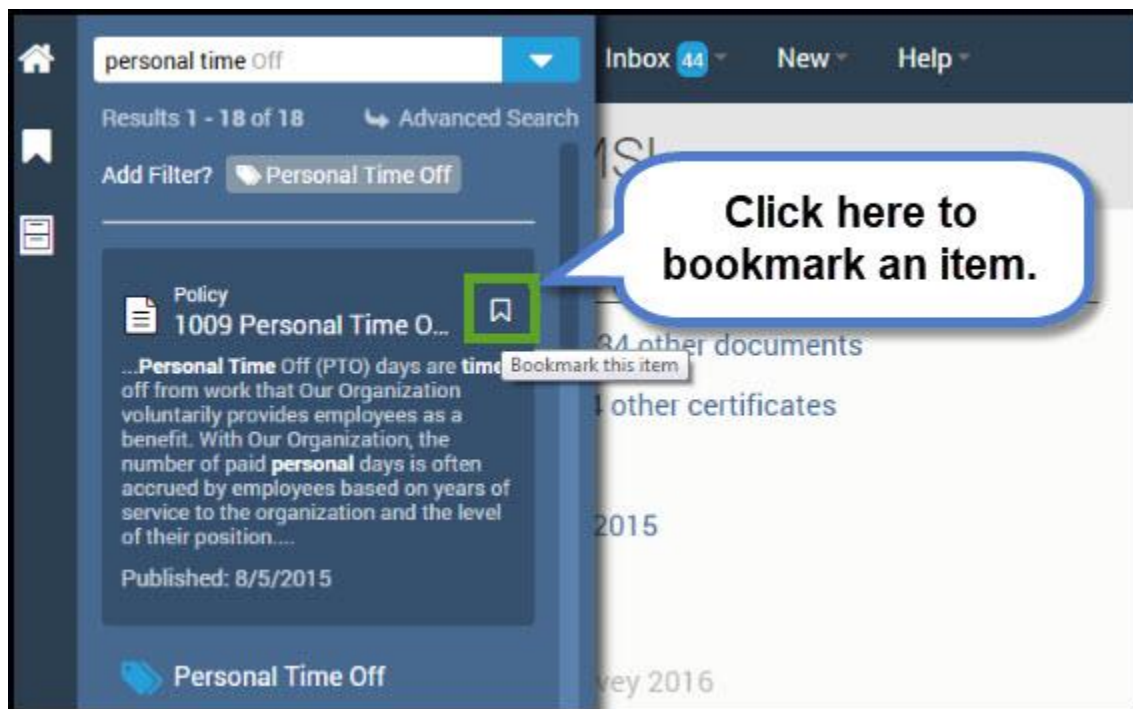 personal time Off
Inbox 44 New Help
Results 1 - 18 of 18 Advanced Search
Add Filter? Personal Time Off
Click here to
bookmark an item.
Policy
1009 Personal Time O...
Bookmark this item
...Personal Time Off (PTO) days are time
off from work that Our Organization
voluntarily provides employees as a
benefit. With Our Organization, the
number of paid personal days is often
accrued by employees based on years of
service to the organization and the level
of their position....
Published: 8/5/2015
Personal Time Off
34 other documents
other certificates
2015
2016